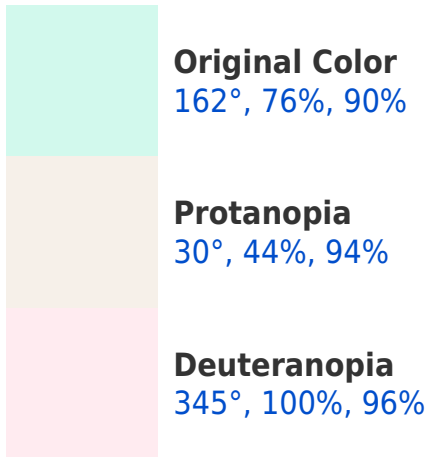 Original Color
162°, 76%, 90%
Protanopia
30°, 44%, 94%
Deuteranopia
345°, 100%, 96%